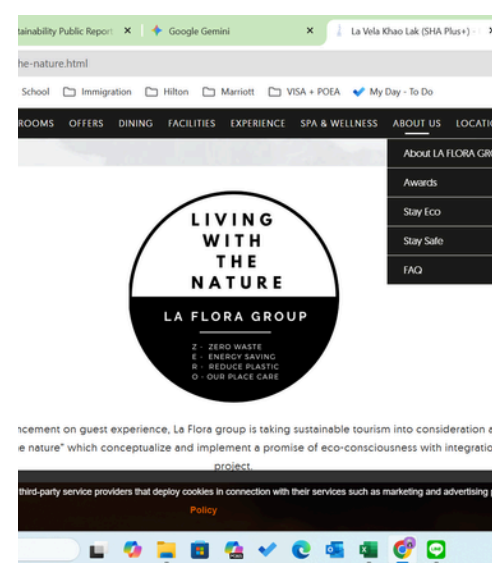 tainability Public Report
Google Gemini
La Vela Khao Lak (SHA Plus+) -
he-nature.html
School Immigration Hilton Marriott VISA + POEA My Day - To Do
ROOMS OFFERS DINING FACILITIES EXPERIENCE SPA & WELLNESS ABOUT US LOCATIO
About LA FLORA GRO
Awards
Stay Eco
Stay Safe
FAQ
LIVING
WITH
THE
NATURE
LA FLORA GROUP
Z - ZERO WASTE
E - ENERGY SAVING
R - REDUCE PLASTIC
O - OUR PLACE CARE
ncement on guest experience, La Flora group is taking sustainable tourism into consideration a
e nature" which conceptualize and implement a promise of eco-consciousness with integratio
project.
third-party service providers that deploy cookies in connection with their services such as marketing and advertising
Policy